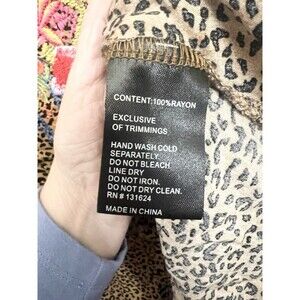 CONTENT:100%RAYON
EXCLUSIVE
OF TRIMMINGS
HAND WASH COLD
SEPARATELY.
DO NOT BLEACH.
LINE DRY
DO NOT IRON.
DO NOT DRY CLEAN.
RN # 131624
MADE IN CHINA